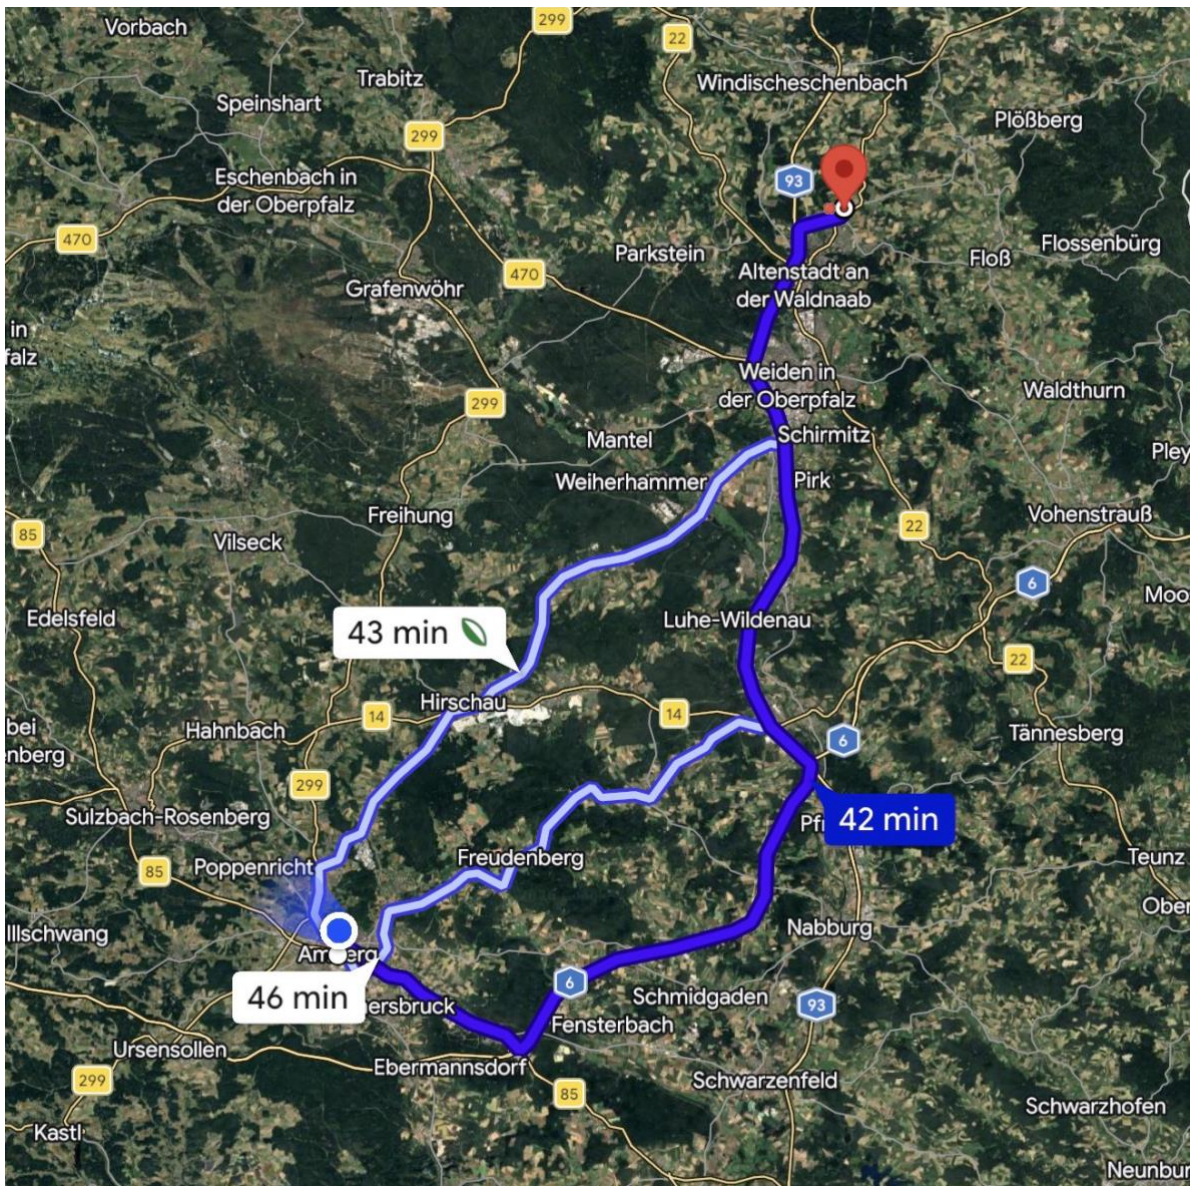 299
Vorbach
22
Trabitz
Windischeschenbach
Speinshart
Plößberg
299
Eschenbach in
der Oberpfalz
93
470
Parkstein
Flossenbürg
Floß
Altenstadt an
der Waldnaab
470
Grafenwöhr
in
falz
Weiden in
der Oberpfalz
Waldthurn
299
Mantel
Schirmitz
Pley
Weiherhammer
Pirk
Freihung
Vohenstrauß
22
85
Vilseck
6
Moo
Edelsfeld
Luhe-Wildenau
43 min
22
Hirschau
14
14
bei
enberg
Hahnbach
Tännesberg
6
299
Sulzbach-Rosenberg
Pfr
42 min
Freudenberg
Teunz
Poppenricht
85
Ober
Illschwang
Nabburg
Amberg
6
46 min
ersbruck
Schmidgaden
93
Fensterbach
Ursensollen
Ebermannsdorf
299
85
Schwarzenfeld
Schwarzhofen
Kastl
Neunbur